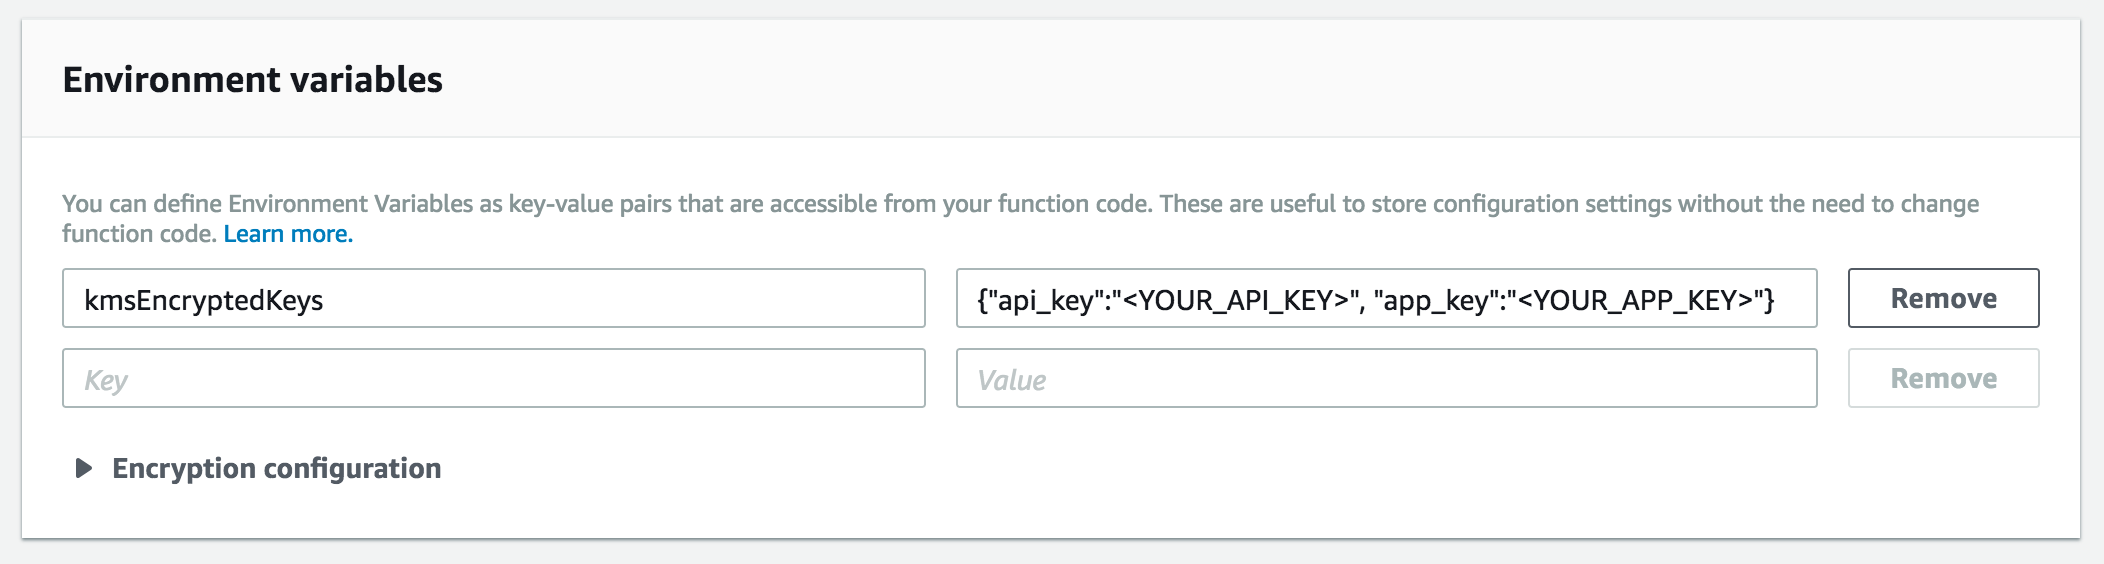 Environment variables
You can define Environment Variables as key-value pairs that are accessible from your function code. These are useful to store configuration settings without the need to change
function code. Learn more.
kmsEncryptedKeys {"api_key":"<YOUR_API_KEY>", "app_key":"<YOUR_APP_KEY>"} Remove
Key Value Remove
Encryption configuration